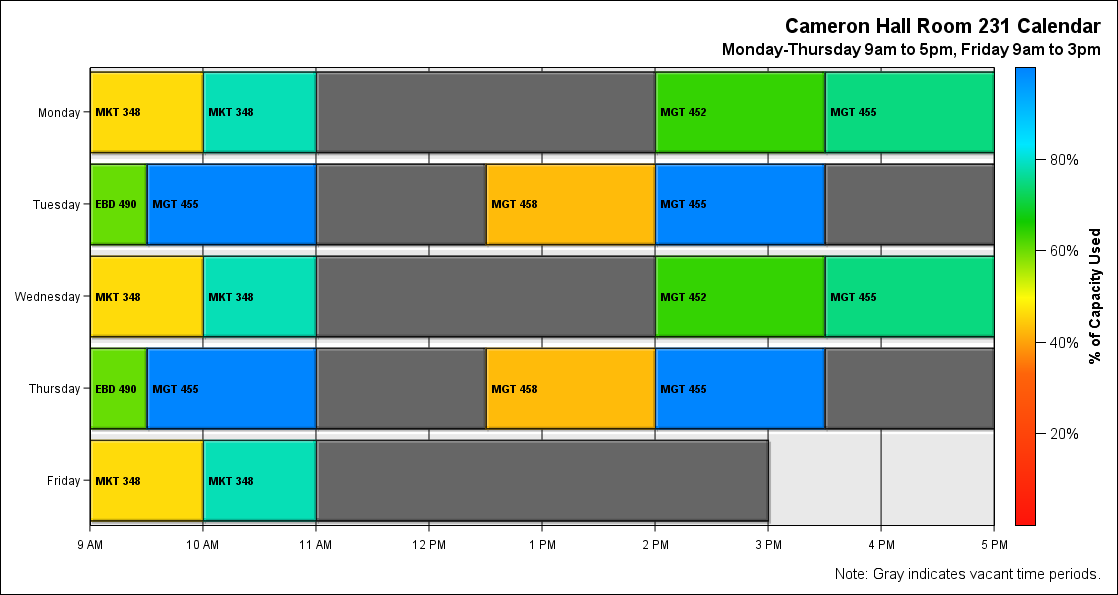 Cameron Hall Room 231 Calendar
Monday-Thursday 9am to 5pm, Friday 9am to 3pm
Monday MKT 348 MKT 348 MGT 452 MGT 455
Tuesday EBD 490 MGT 455 MGT 458 MGT 455
Wednesday MKT 348 MKT 348 MGT 452 MGT 455
Thursday EBD 490 MGT 455 MGT 458 MGT 455
Friday MKT 348 MKT 348
9 AM 10 AM 11 AM 12 PM 1 PM 2 PM 3 PM 4 PM 5 PM
80%
60%
40%
20%
% of Capacity Used
Note: Gray indicates vacant time periods.